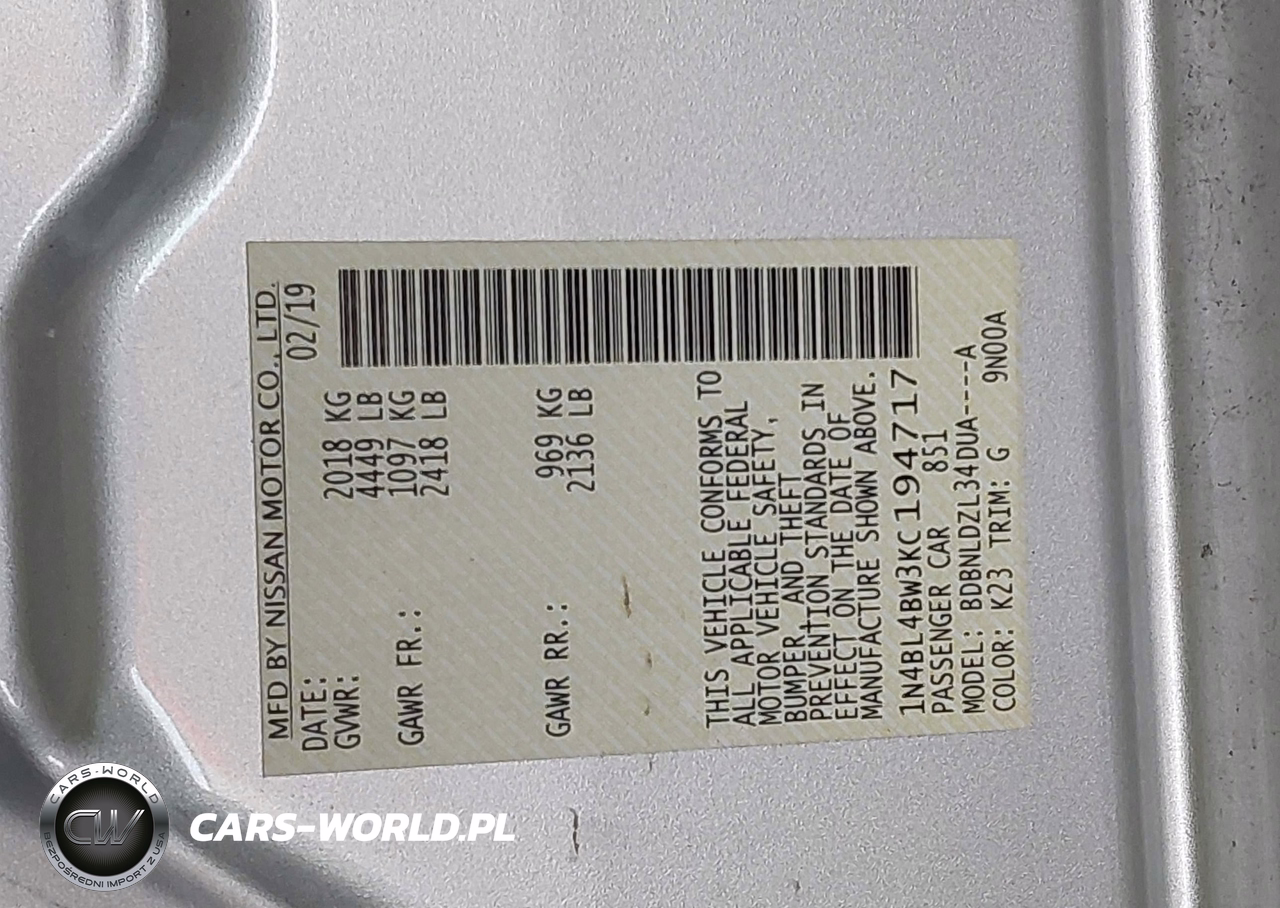 MFD BY NISSAN MOTOR CO., LTD.
DATE: 02/19
GVWR: 2018 KG
4449 LB
GAWR FR.: 1097 KG
2418 LB
GAWR RR.: 969 KG
2136 LB
THIS VEHICLE CONFORMS TO
ALL APPLICABLE FEDERAL
MOTOR VEHICLE SAFETY,
BUMPER, AND THEFT
PREVENTION STANDARDS IN
EFFECT ON THE DATE OF
MANUFACTURE SHOWN ABOVE.
1N4BL4BW3KC194717
PASSENGER CAR 851
MODEL: BDBNLDZL34DUA----A
COLOR: K23 TRIM: G 9N00A
CARS-WORLD
CW
BEZPOŚREDNI IMPORT Z USA
CARS-WORLD.PL